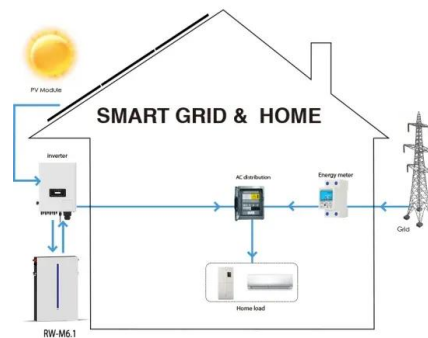 PV Module
SMART GRID & HOME
Inverter
AC distribution
Energy meter
Grid
Home load
RW-M6.1